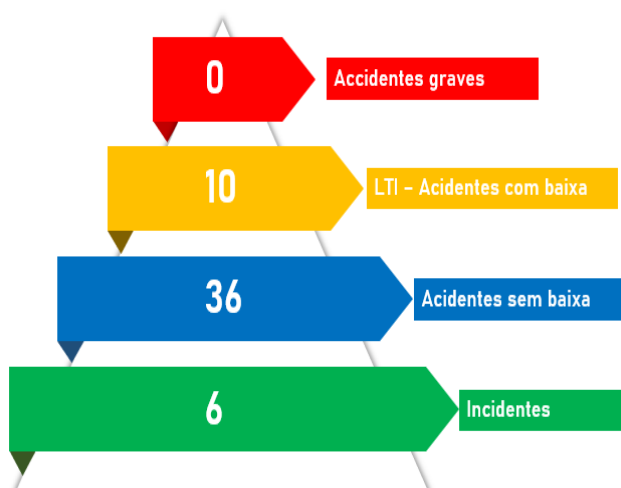 0
Accidentes graves
10
LTI – Acidentes com baixa
36
Acidentes sem baixa
6
Incidentes